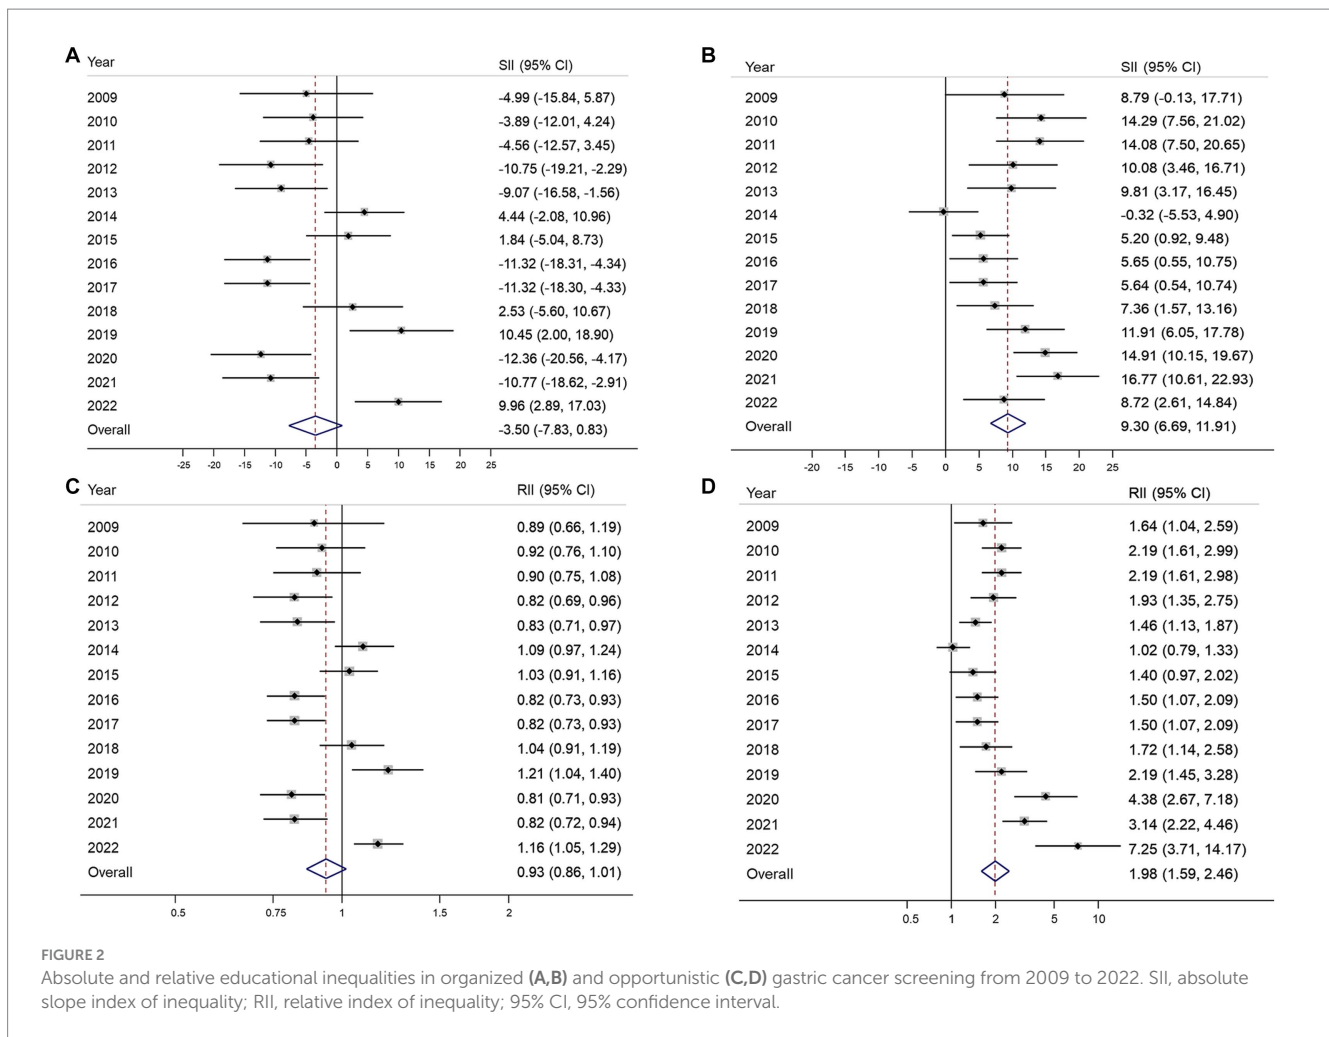 A
Year SII (95% CI)
2009 -4.99 (-15.84, 5.87)
2010 -3.89 (-12.01, 4.24)
2011 -4.56 (-12.57, 3.45)
2012 -10.75 (-19.21, -2.29)
2013 -9.07 (-16.58, -1.56)
2014 4.44 (-2.08, 10.96)
2015 1.84 (-5.04, 8.73)
2016 -11.32 (-18.31, -4.34)
2017 -11.32 (-18.30, -4.33)
2018 2.53 (-5.60, 10.67)
2019 10.45 (2.00, 18.90)
2020 -12.36 (-20.56, -4.17)
2021 -10.77 (-18.62, -2.91)
2022 9.96 (2.89, 17.03)
Overall -3.50 (-7.83, 0.83)
-25 -20 -15 -10 -5 0 5 10 15 20 25
B
Year SII (95% CI)
2009 8.79 (-0.13, 17.71)
2010 14.29 (7.56, 21.02)
2011 14.08 (7.50, 20.65)
2012 10.08 (3.46, 16.71)
2013 9.81 (3.17, 16.45)
2014 -0.32 (-5.53, 4.90)
2015 5.20 (0.92, 9.48)
2016 5.65 (0.55, 10.75)
2017 5.64 (0.54, 10.74)
2018 7.36 (1.57, 13.16)
2019 11.91 (6.05, 17.78)
2020 14.91 (10.15, 19.67)
2021 16.77 (10.61, 22.93)
2022 8.72 (2.61, 14.84)
Overall 9.30 (6.69, 11.91)
-20 -15 -10 -5 0 5 10 15 20 25
C
Year RII (95% CI)
2009 0.89 (0.66, 1.19)
2010 0.92 (0.76, 1.10)
2011 0.90 (0.75, 1.08)
2012 0.82 (0.69, 0.96)
2013 0.83 (0.71, 0.97)
2014 1.09 (0.97, 1.24)
2015 1.03 (0.91, 1.16)
2016 0.82 (0.73, 0.93)
2017 0.82 (0.73, 0.93)
2018 1.04 (0.91, 1.19)
2019 1.21 (1.04, 1.40)
2020 0.81 (0.71, 0.93)
2021 0.82 (0.72, 0.94)
2022 1.16 (1.05, 1.29)
Overall 0.93 (0.86, 1.01)
0.5 0.75 1 1.5 2
D
Year RII (95% CI)
2009 1.64 (1.04, 2.59)
2010 2.19 (1.61, 2.99)
2011 2.19 (1.61, 2.98)
2012 1.93 (1.35, 2.75)
2013 1.46 (1.13, 1.87)
2014 1.02 (0.79, 1.33)
2015 1.40 (0.97, 2.02)
2016 1.50 (1.07, 2.09)
2017 1.50 (1.07, 2.09)
2018 1.72 (1.14, 2.58)
2019 2.19 (1.45, 3.28)
2020 4.38 (2.67, 7.18)
2021 3.14 (2.22, 4.46)
2022 7.25 (3.71, 14.17)
Overall 1.98 (1.59, 2.46)
0.5 1 2 5 10
FIGURE 2
Absolute and relative educational inequalities in organized (A,B) and opportunistic (C,D) gastric cancer screening from 2009 to 2022. SII, absolute
slope index of inequality; RII, relative index of inequality; 95% CI, 95% confidence interval.